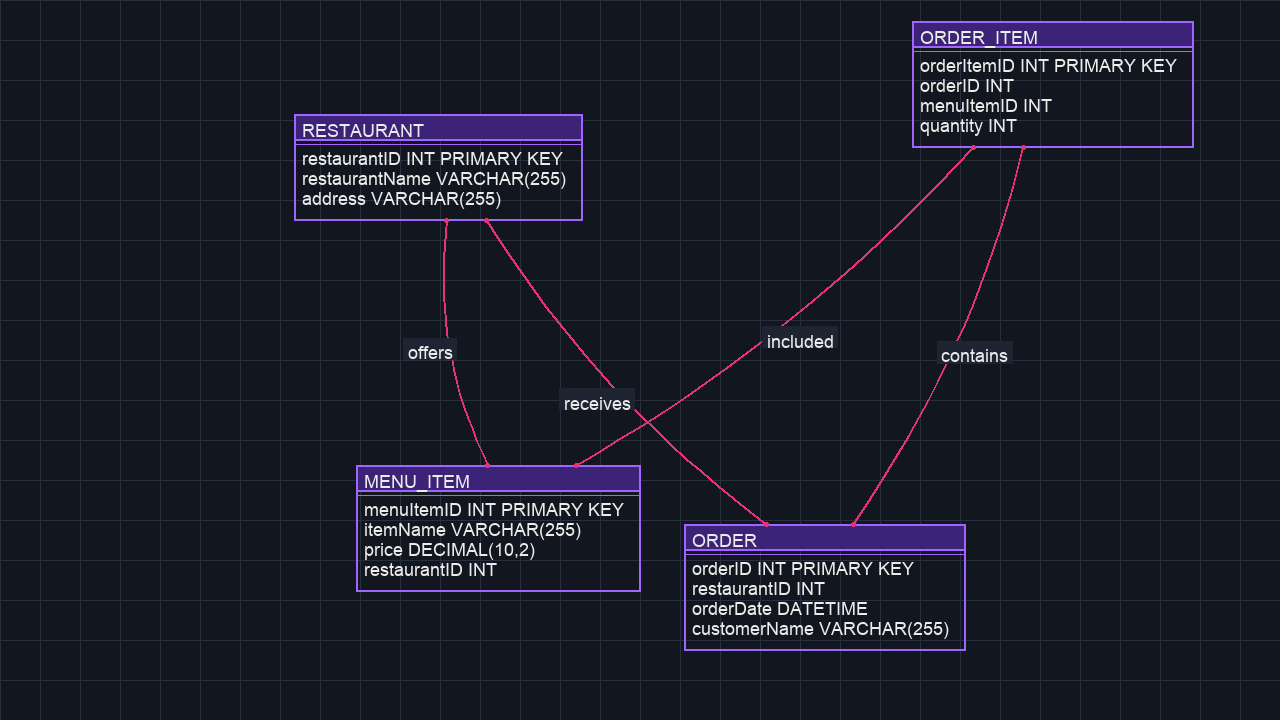 ORDER_ITEM
orderItemID INT PRIMARY KEY
orderID INT
menuItemID INT
quantity INT
RESTAURANT
restaurantID INT PRIMARY KEY
restaurantName VARCHAR(255)
address VARCHAR(255)
included
offers
contains
receives
MENU_ITEM
menuItemID INT PRIMARY KEY
itemName VARCHAR(255)
price DECIMAL(10,2)
restaurantID INT
ORDER
orderID INT PRIMARY KEY
restaurantID INT
orderDate DATETIME
customerName VARCHAR(255)